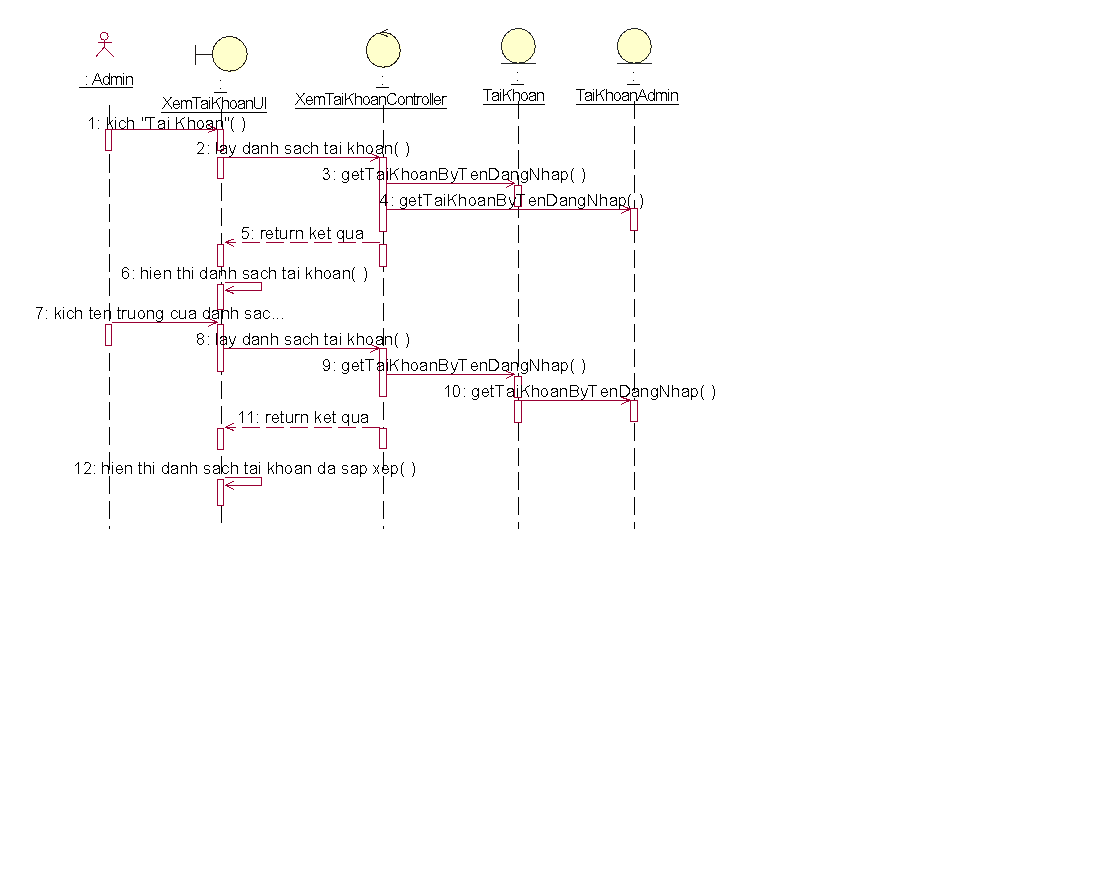 : Admin
:
XemTaiKhoanUI
:
XemTaiKhoanController
:
TaiKhoan
:
TaiKhoanAdmin
1: kich "Tai Khoan"( )
2: lay danh sach tai khoan( )
3: getTaiKhoanByTenDangNhap( )
4: getTaiKhoanByTenDangNhap( )
5: return ket qua
6: hien thi danh sach tai khoan( )
7: kich ten truong cua danh sac...
8: lay danh sach tai khoan( )
9: getTaiKhoanByTenDangNhap( )
10: getTaiKhoanByTenDangNhap( )
11: return ket qua
12: hien thi danh sach tai khoan da sap xep( )